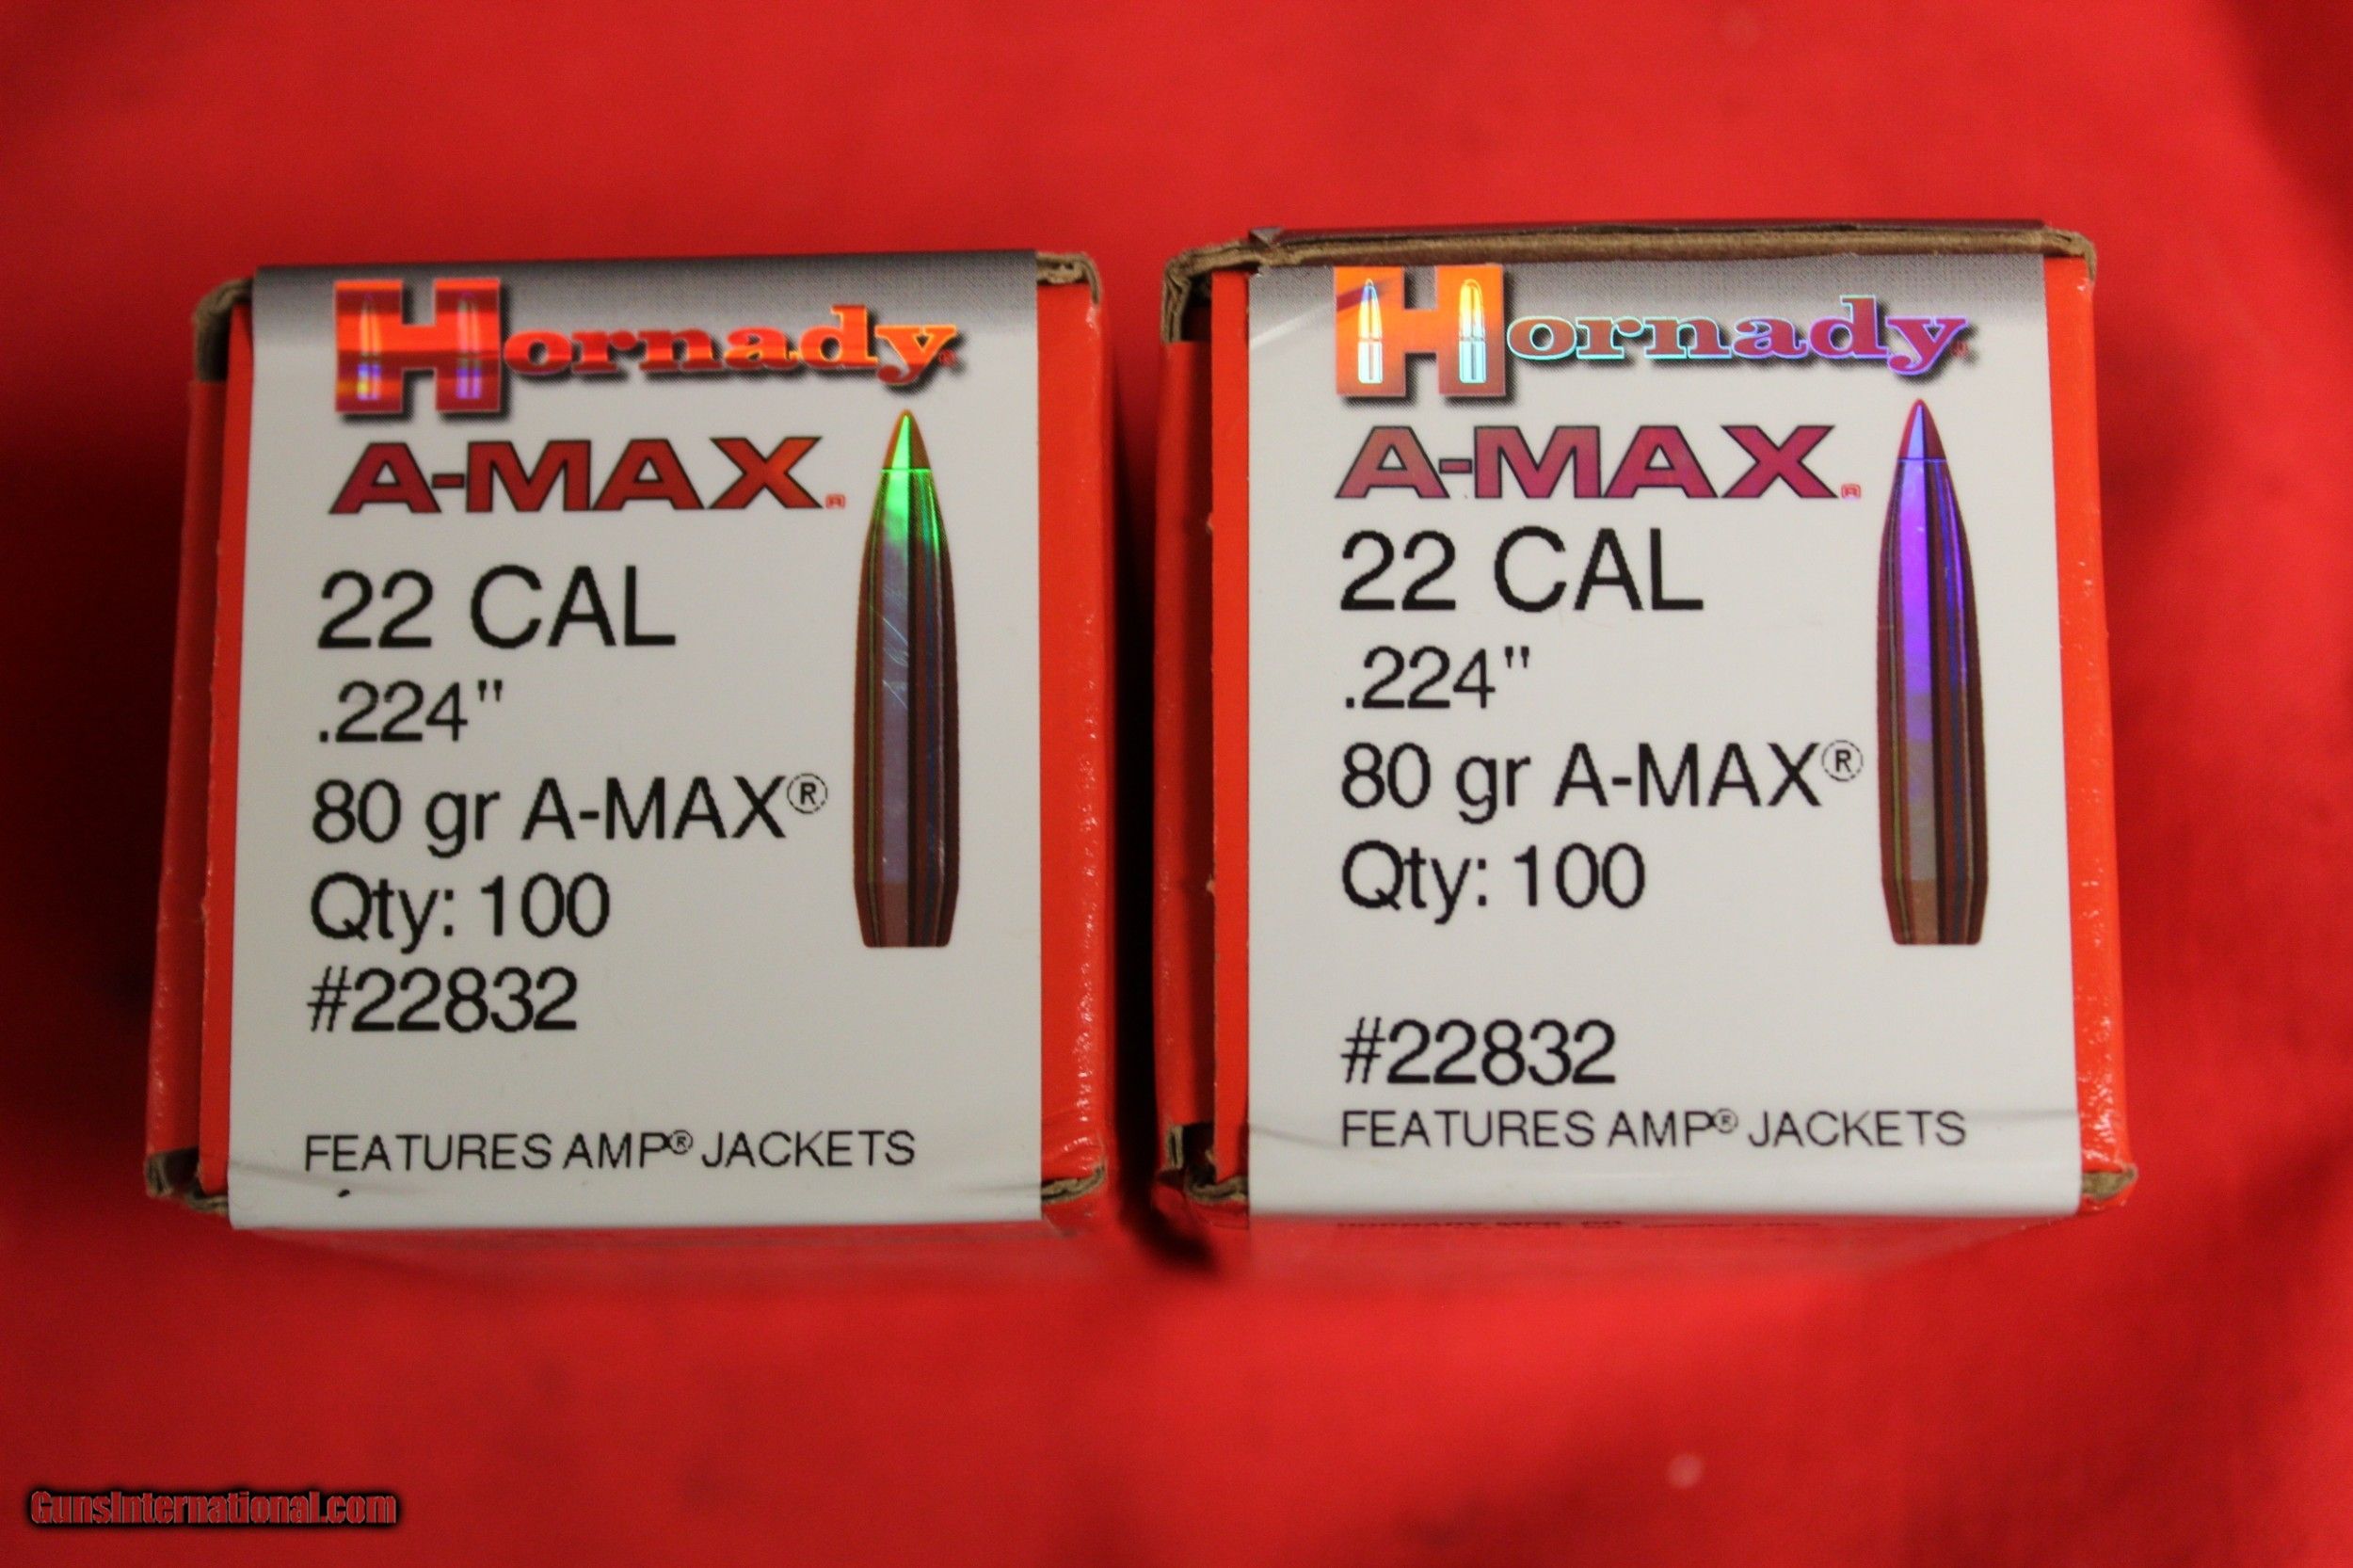 Hornady®
A-MAX®
22 CAL
.224"
80 gr A-MAX®
Qty: 100
#22832
FEATURES AMP® JACKETS
Hornady®
A-MAX®
22 CAL
.224"
80 gr A-MAX®
Qty: 100
#22832
FEATURES AMP® JACKETS
GunsInternational.com